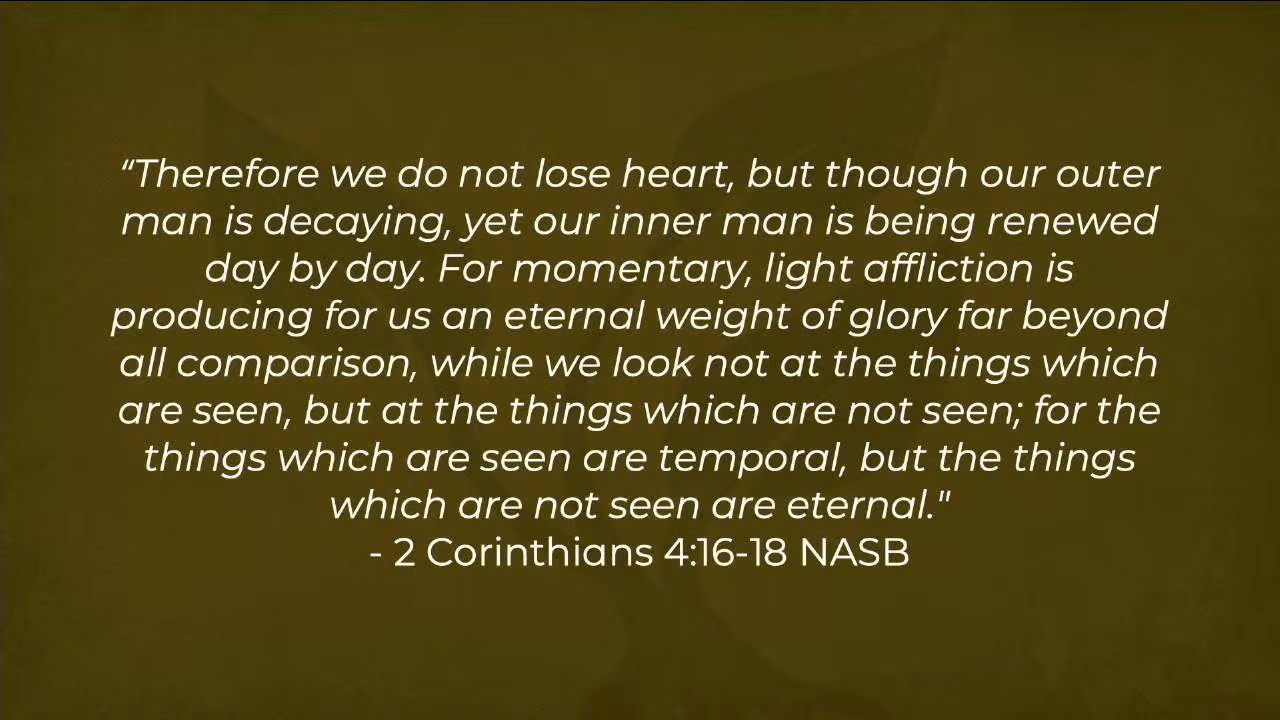 “Therefore we do not lose heart, but though our outer
man is decaying, yet our inner man is being renewed
day by day. For momentary, light affliction is
producing for us an eternal weight of glory far beyond
all comparison, while we look not at the things which
are seen, but at the things which are not seen; for the
things which are seen are temporal, but the things
which are not seen are eternal."
- 2 Corinthians 4:16-18 NASB